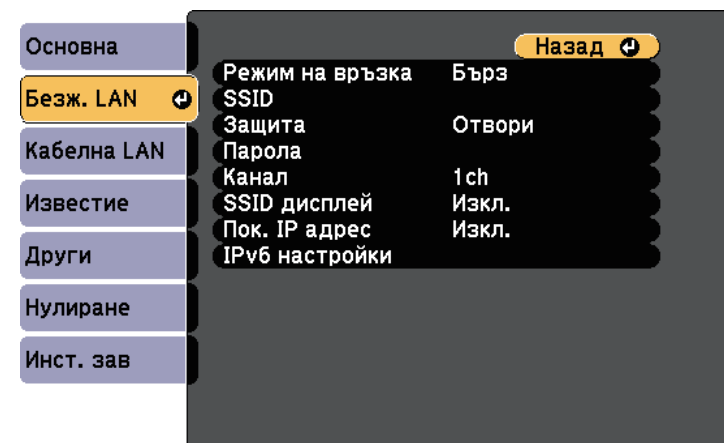 Основна
Безж. LAN
Кабелна LAN
Известие
Други
Нулиране
Инст. зав
Назад
Режим на връзка Бърз
SSID
Защита Отвори
Парола
Канал 1ch
SSID дисплей Изкл.
Пок. IP адрес Изкл.
IPv6 настройки